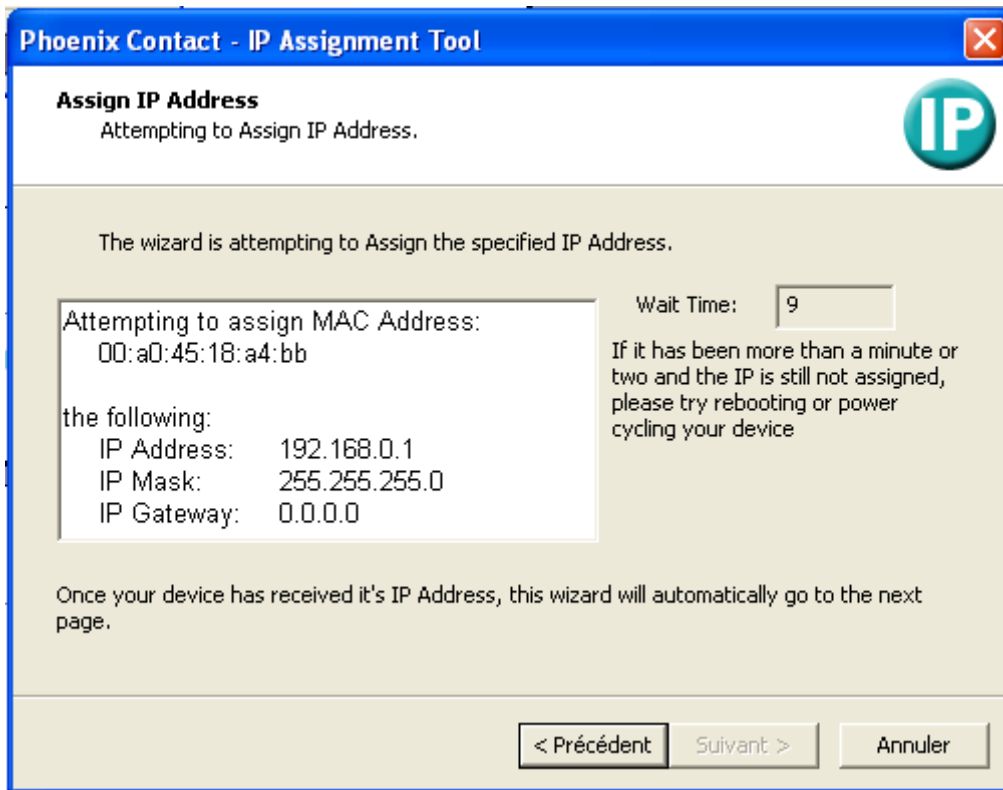 Phoenix Contact - IP Assignment Tool
Assign IP Address
Attempting to Assign IP Address.
IP
The wizard is attempting to Assign the specified IP Address.
Attempting to assign MAC Address:
00:a0:45:18:a4:bb
the following:
IP Address: 192.168.0.1
IP Mask: 255.255.255.0
IP Gateway: 0.0.0.0
Wait Time: 9
If it has been more than a minute or
two and the IP is still not assigned,
please try rebooting or power
cycling your device
Once your device has received it's IP Address, this wizard will automatically go to the next
page.
< Précédent Suivant > Annuler